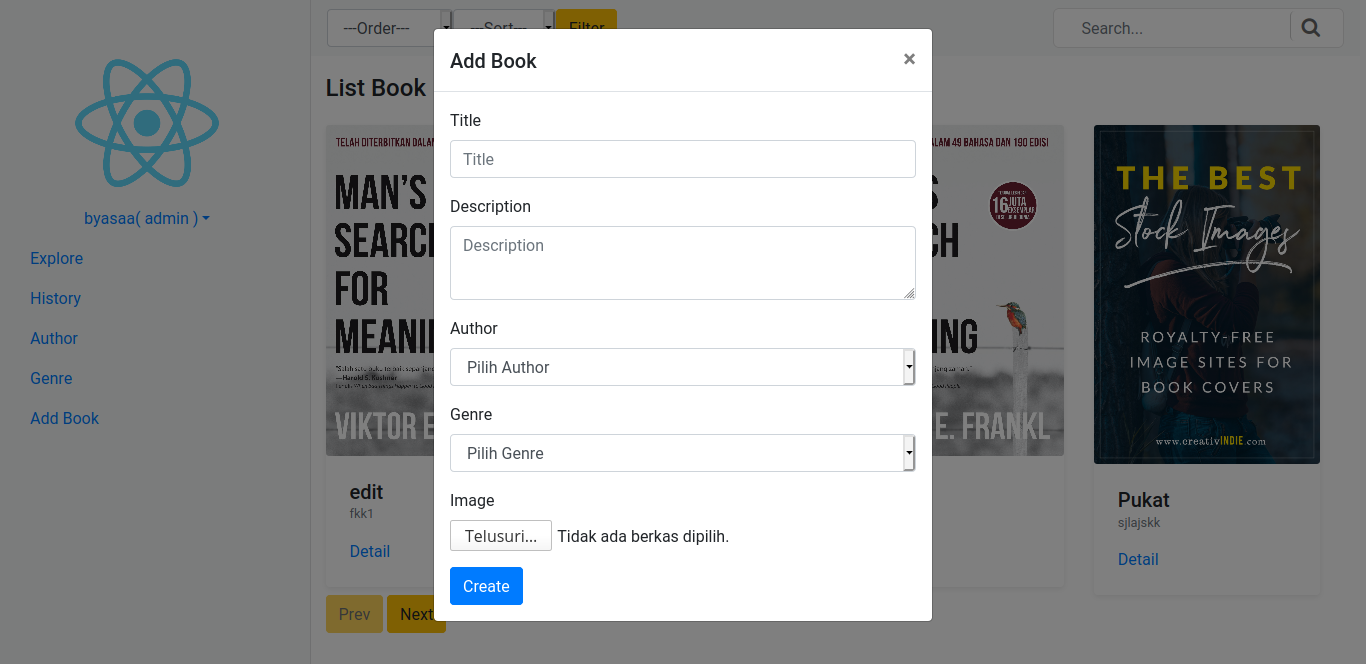 ---Order---
---Sort---
Filter
Search...
Add Book
×
List Book
byasaa( admin )
Explore
History
Author
Genre
Add Book
Title
Title
Description
Description
Author
Pilih Author
Genre
Pilih Genre
Image
Telusuri... Tidak ada berkas dipilih.
Create
TELAH DITERBITKAN DALAM
MAN'S
SEARCH
FOR
MEANING
VIKTOR E.
edit
fkk1
Detail
DALAM 49 BAHASA DAN 190 EDISI
16 JUTA
EKSEMPLAR
E. FRANKL
THE BEST
Stock Images
ROYALTY-FREE
IMAGE SITES FOR
BOOK COVERS
www.creativINDIE.com
Pukat
sjlajskk
Detail
Prev
Next